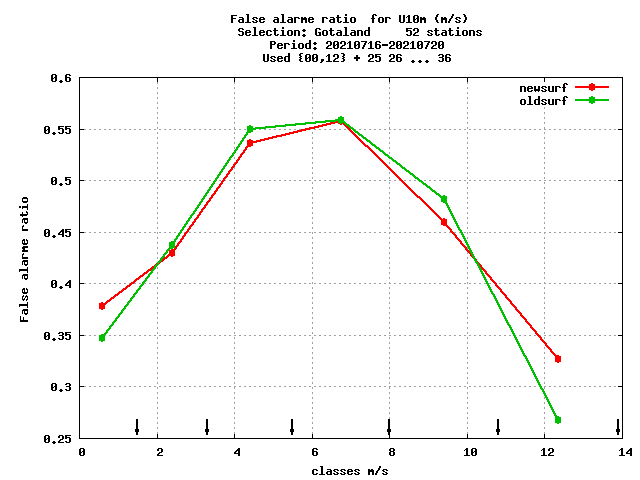 False alarme ratio  for U10m (m/s)
Selection: Gotaland     52 stations
Period: 20210716-20210720
Used {00,12} + 25 26 ... 36
0.6
0.55
0.5
0.45
0.4
0.35
0.3
0.25
False alarme ratio
newsurf
oldsurf
0 2 4 6 8 10 12 14
classes m/s